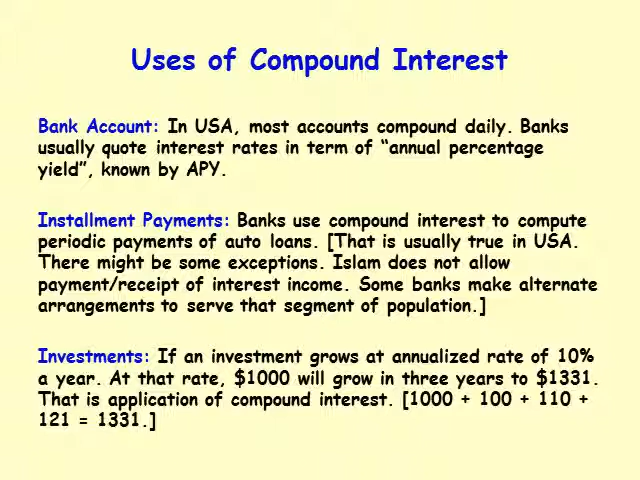 Uses of Compound Interest
Bank Account: In USA, most accounts compound daily. Banks
usually quote interest rates in term of “annual percentage
yield”, known by APY.
Installment Payments: Banks use compound interest to compute
periodic payments of auto loans. [That is usually true in USA.
There might be some exceptions. Islam does not allow
payment/receipt of interest income. Some banks make alternate
arrangements to serve that segment of population.]
Investments: If an investment grows at annualized rate of 10%
a year. At that rate, $1000 will grow in three years to $1331.
That is application of compound interest. [1000 + 100 + 110 +
121 = 1331.]